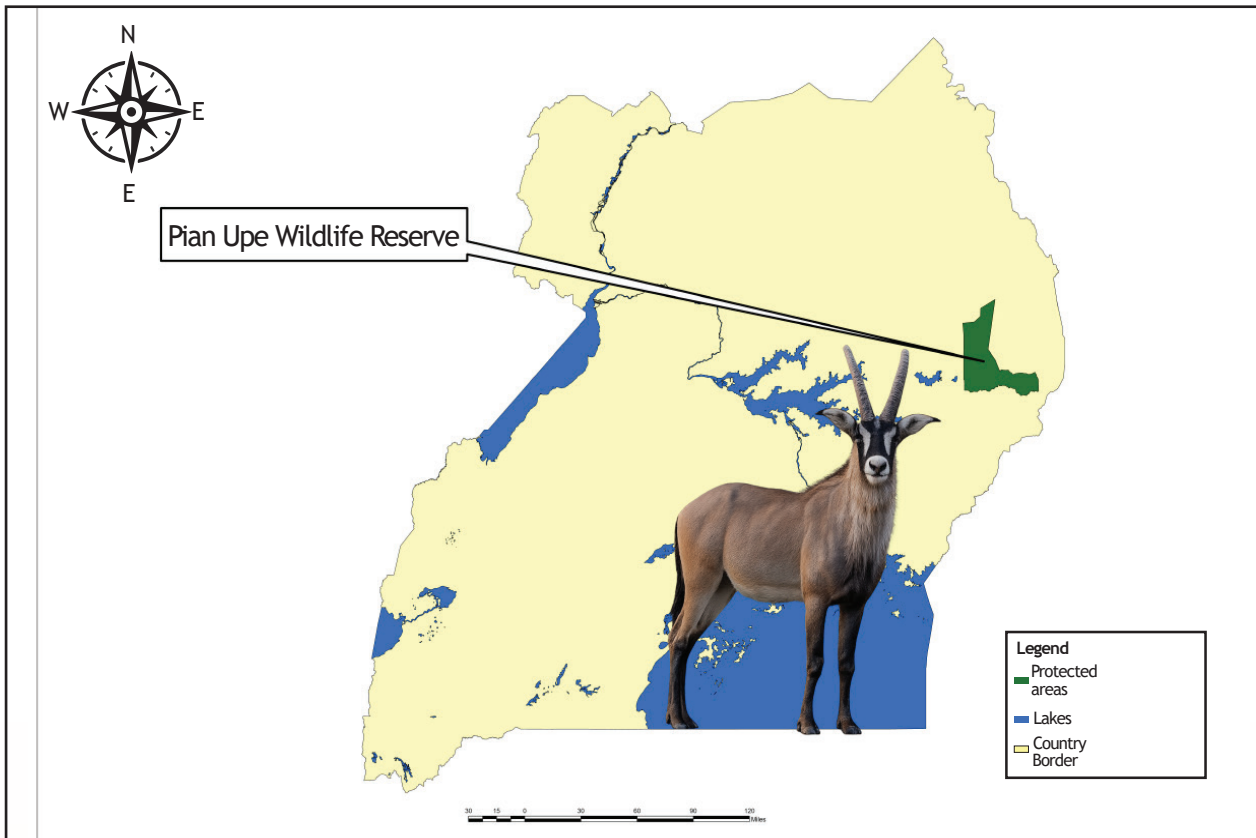 N
W E
E
Pian Upe Wildlife Reserve
Legend
Protected
areas
Lakes
Country
Border
30 15 0 30 60 90 120
Miles